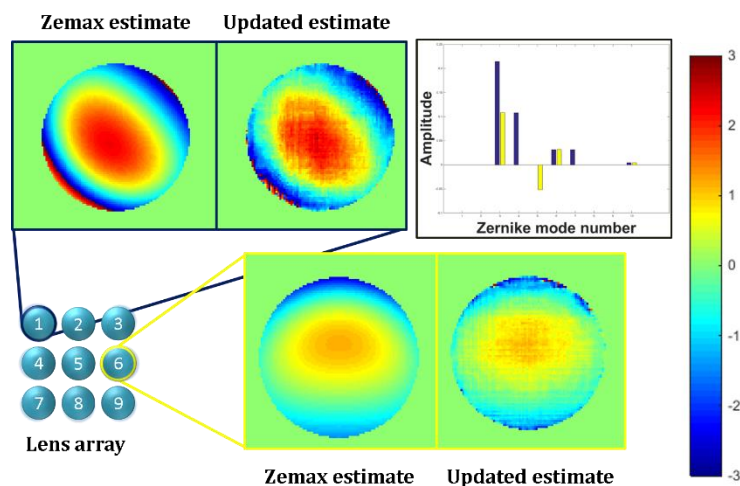 Zemax estimate
Updated estimate
Amplitude
Zernike mode number
3
2
1
0
-1
-2
-3
1 2 3
4 5 6
7 8 9
Lens array
Zemax estimate
Updated estimate